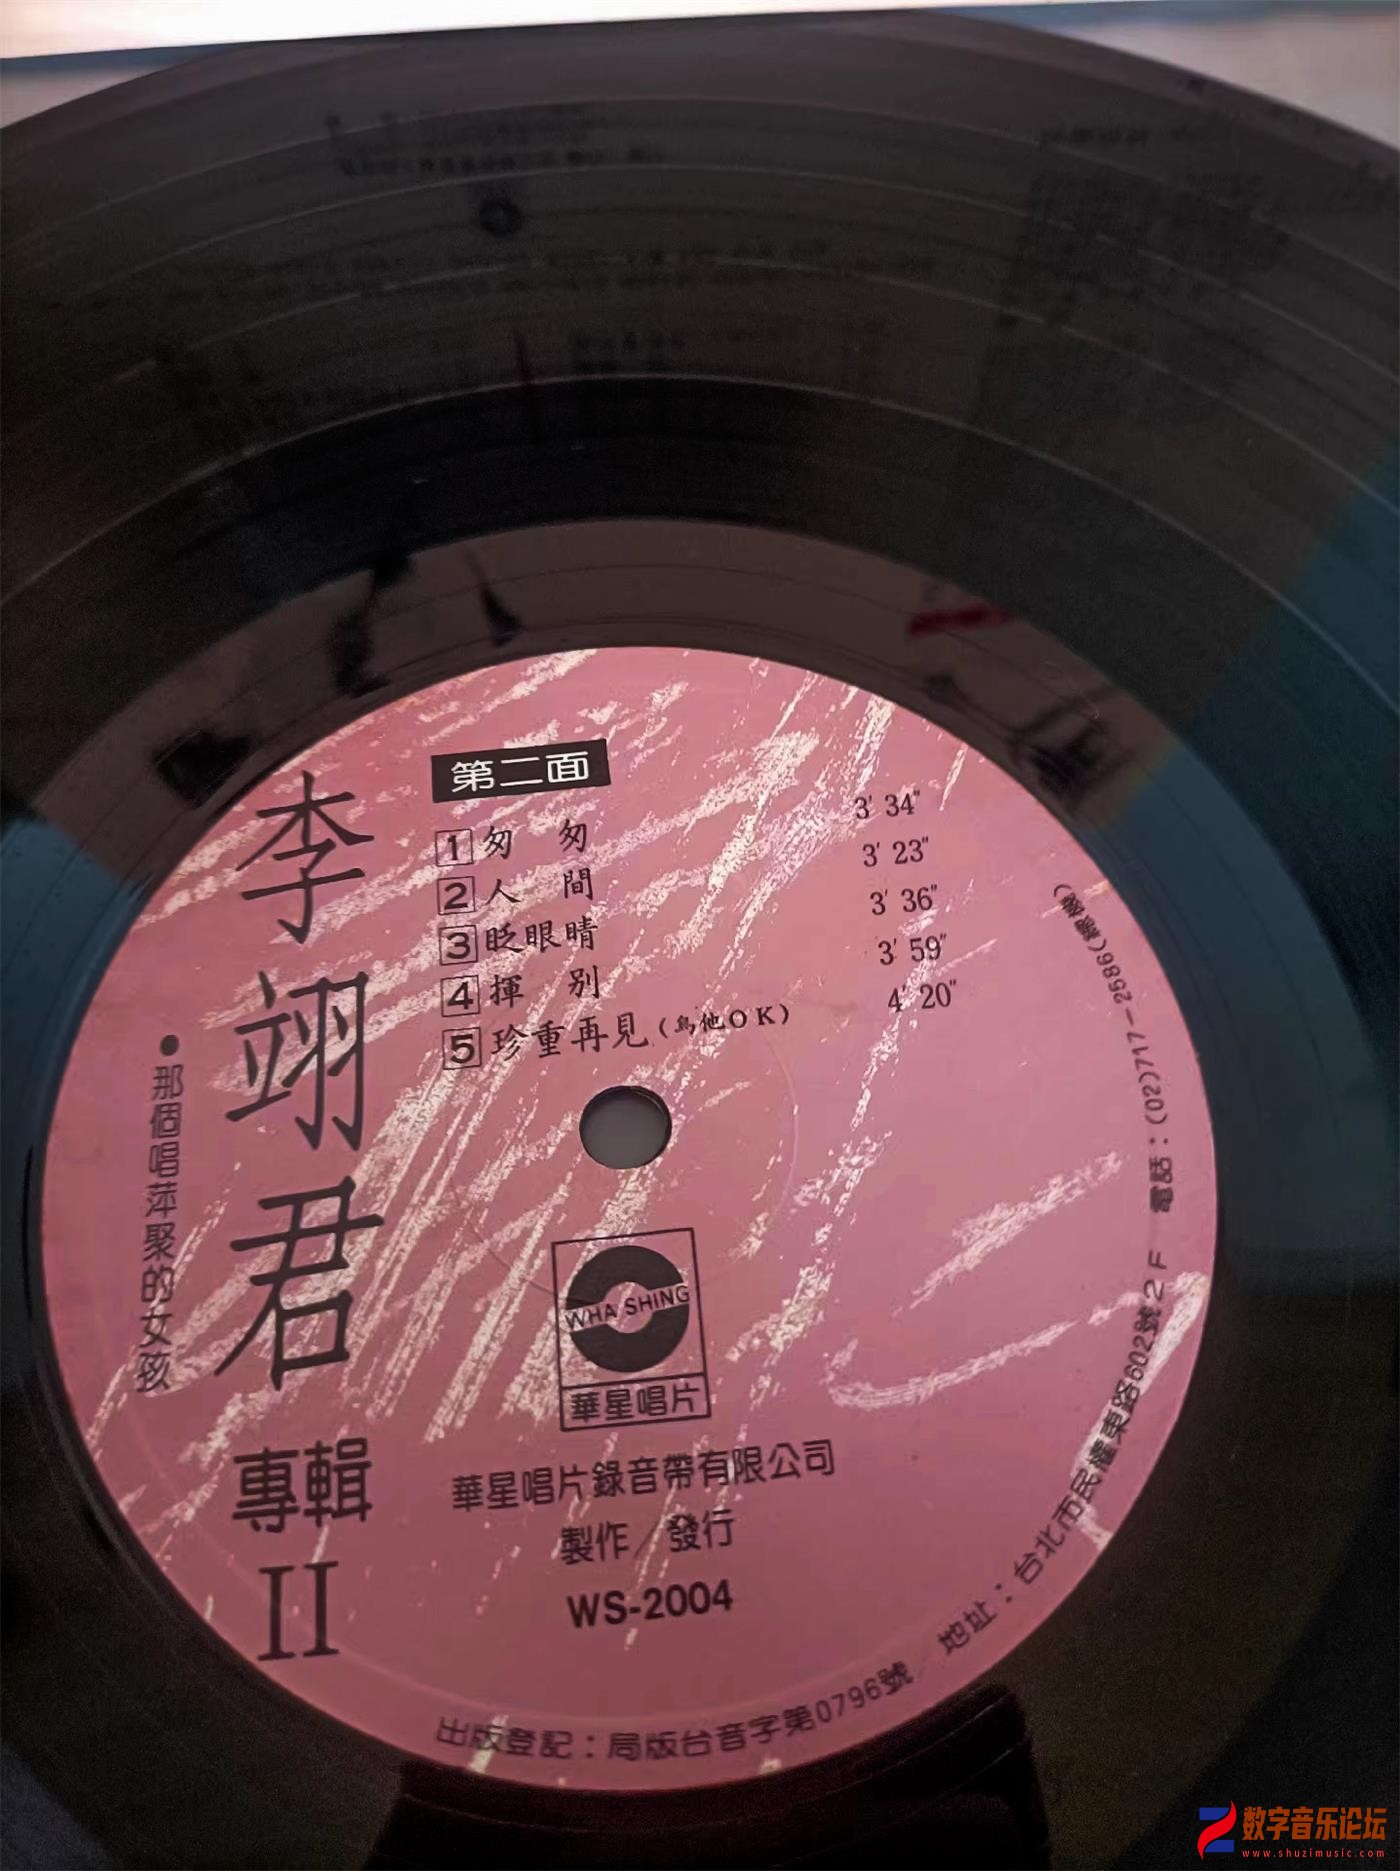 第二面
1 匆 匆 3' 34"
2 人 間 3' 23"
3 眨眼睛 3' 36"
4 揮 別 3' 59"
5 珍重再見(烏他OK) 4' 20"
李翊君
專輯
II
●那個唱萍聚的女孩
WHA SHING
華星唱片
華星唱片錄音帶有限公司
製作/發行
WS-2004
出版登記：局版台音字第0796號 地址：台北市民權東路602號2F 電話：(02)717-2586(總機)
数字音乐论坛
www.shuzimusic.com